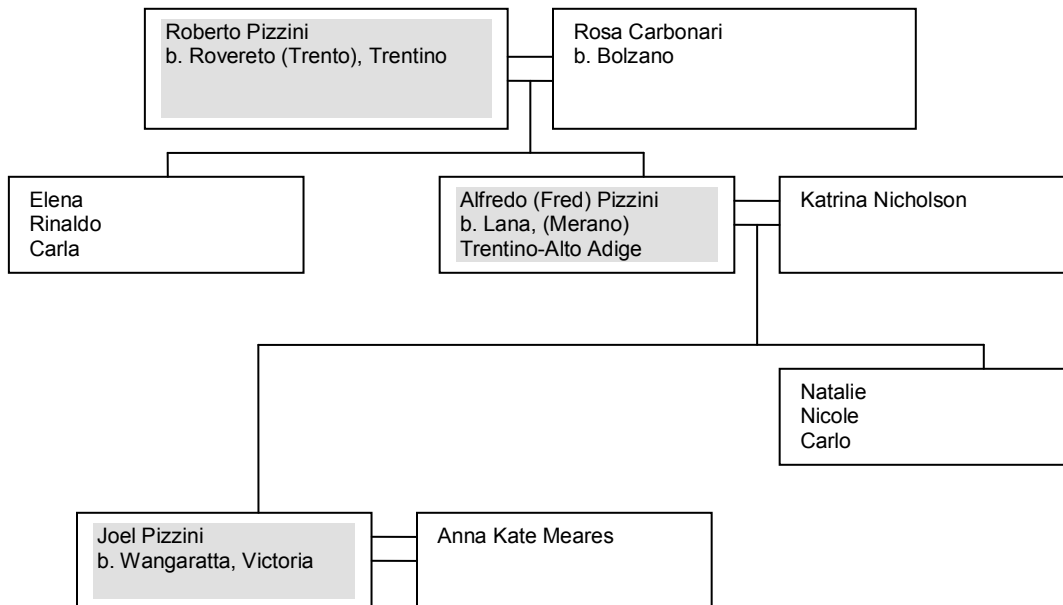 Roberto Pizzini
b. Rovereto (Trento), Trentino
Rosa Carbonari
b. Bolzano
Elena
Rinaldo
Carla
Alfredo (Fred) Pizzini
b. Lana, (Merano)
Trentino-Alto Adige
Katrina Nicholson
Natalie
Nicole
Carlo
Joel Pizzini
b. Wangaratta, Victoria
Anna Kate Meares